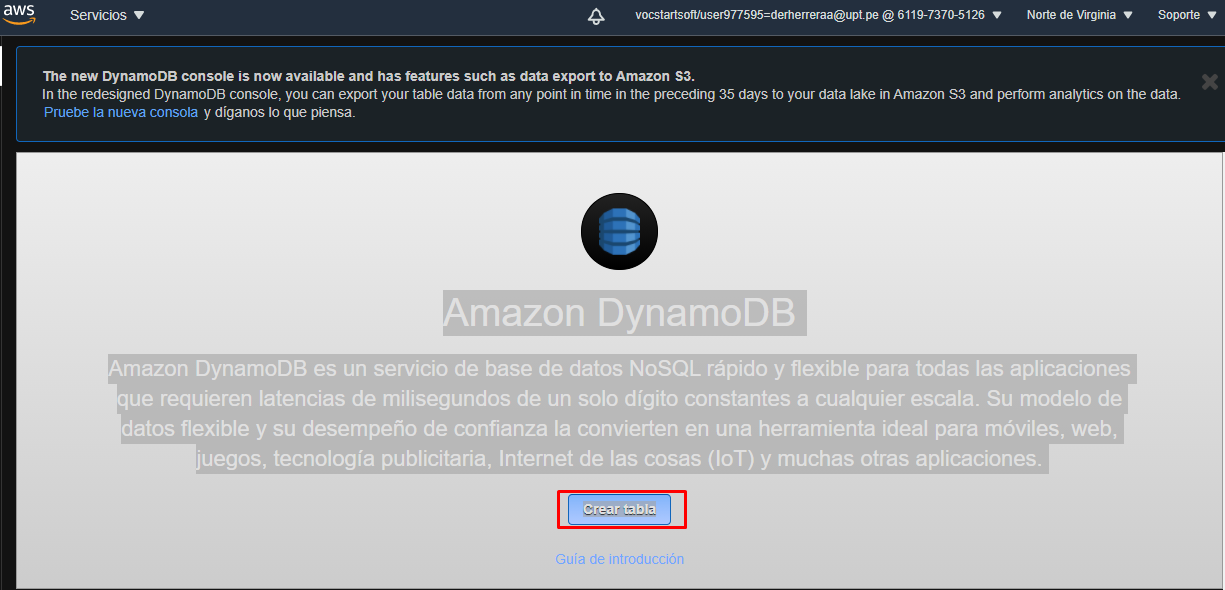 aws
Servicios
vocstartsoft/user977595=derherreraa@upt.pe @ 6119-7370-5126
Norte de Virginia
Soporte
The new DynamoDB console is now available and has features such as data export to Amazon S3.
In the redesigned DynamoDB console, you can export your table data from any point in time in the preceding 35 days to your data lake in Amazon S3 and perform analytics on the data.
Pruebe la nueva consola y díganos lo que piensa.
Amazon DynamoDB
Amazon DynamoDB es un servicio de base de datos NoSQL rápido y flexible para todas las aplicaciones
que requieren latencias de milisegundos de un solo dígito constantes a cualquier escala. Su modelo de
datos flexible y su desempeño de confianza la convierten en una herramienta ideal para móviles, web,
juegos, tecnología publicitaria, Internet de las cosas (IoT) y muchas otras aplicaciones.
Crear tabla
Guía de introducción